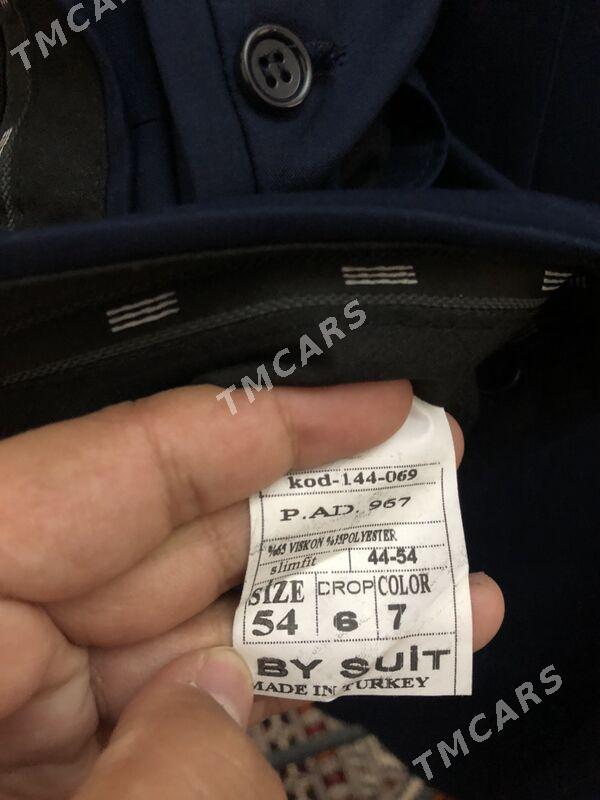 TMCARS
TMCARS
kod-144-069
P.AD. 967
%65 VISKON %35POLYESTER
slimfit 44-54
SIZE DROP COLOR
54 6 7
BY SUIT
MADE IN TURKEY
TMCARS